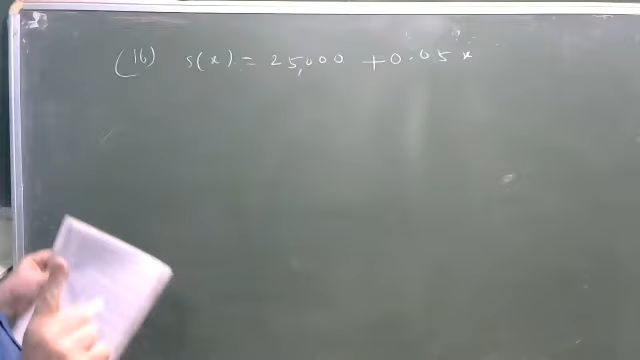 (16) s(x) = 25,000 + 0.05x